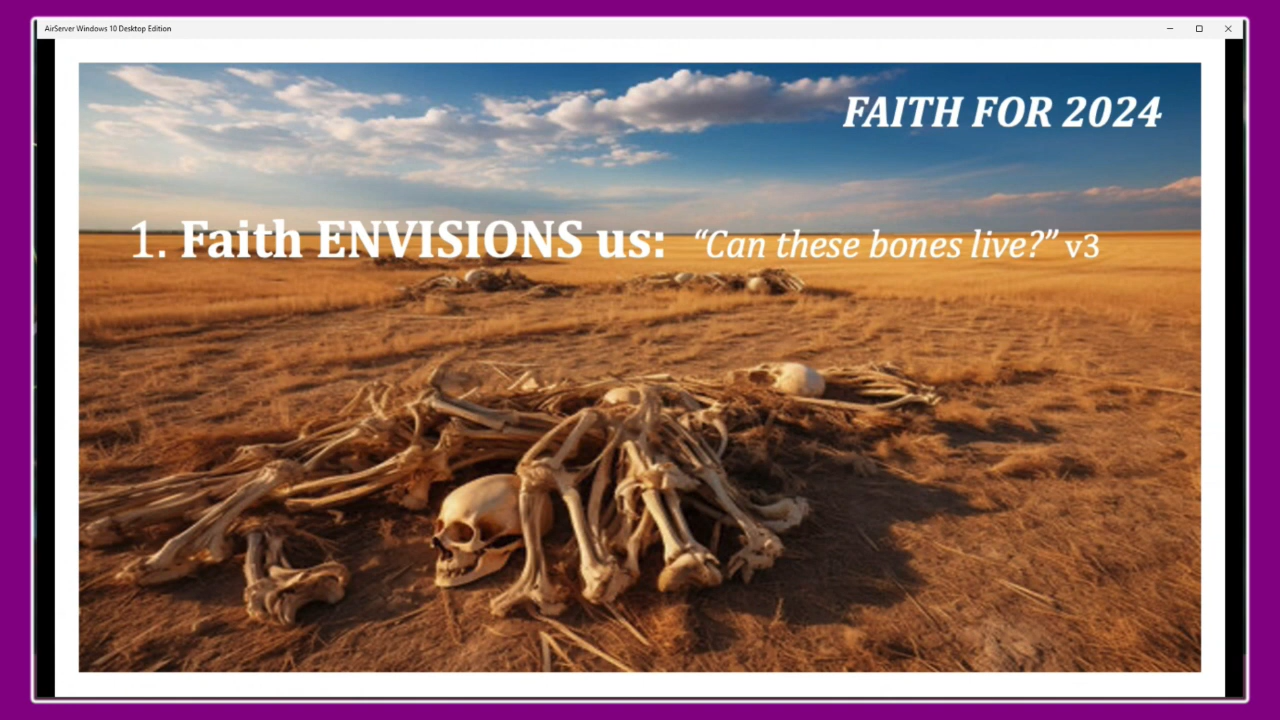 AirServer Windows 10 Desktop Edition
FAITH FOR 2024
1. Faith ENVISIONS us: “Can these bones live?” v3